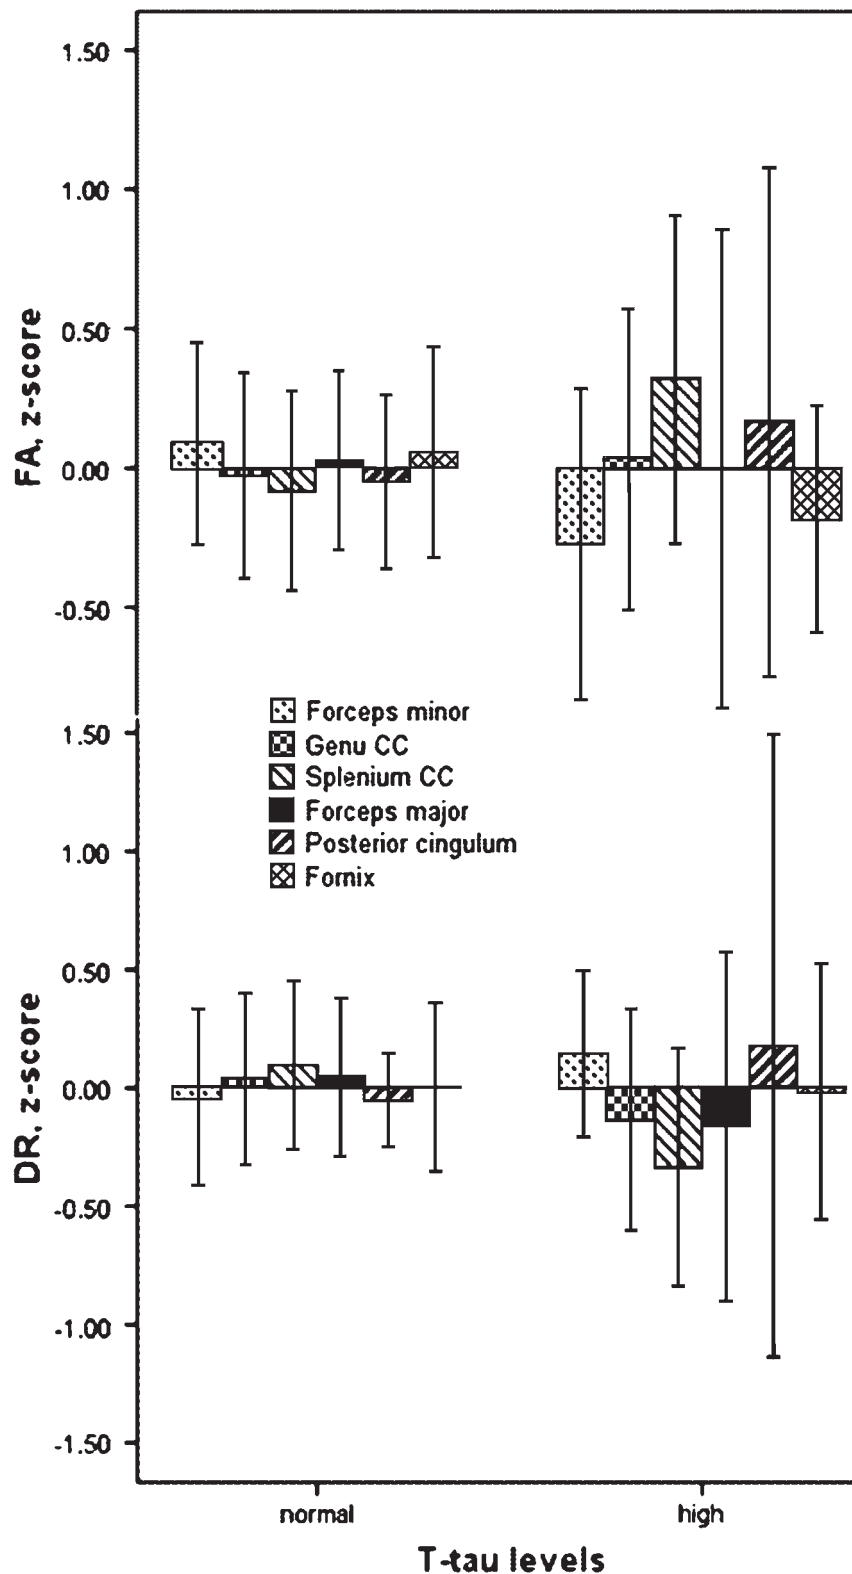 1.50
1.00
0.50
0.00
-0.50
FA, z-score
Forceps minor
Genu CC
Splenium CC
Forceps major
Posterior cingulum
Fornix
1.50
1.00
0.50
0.00
-0.50
-1.00
-1.50
DR, z-score
normal
high
T-tau levels